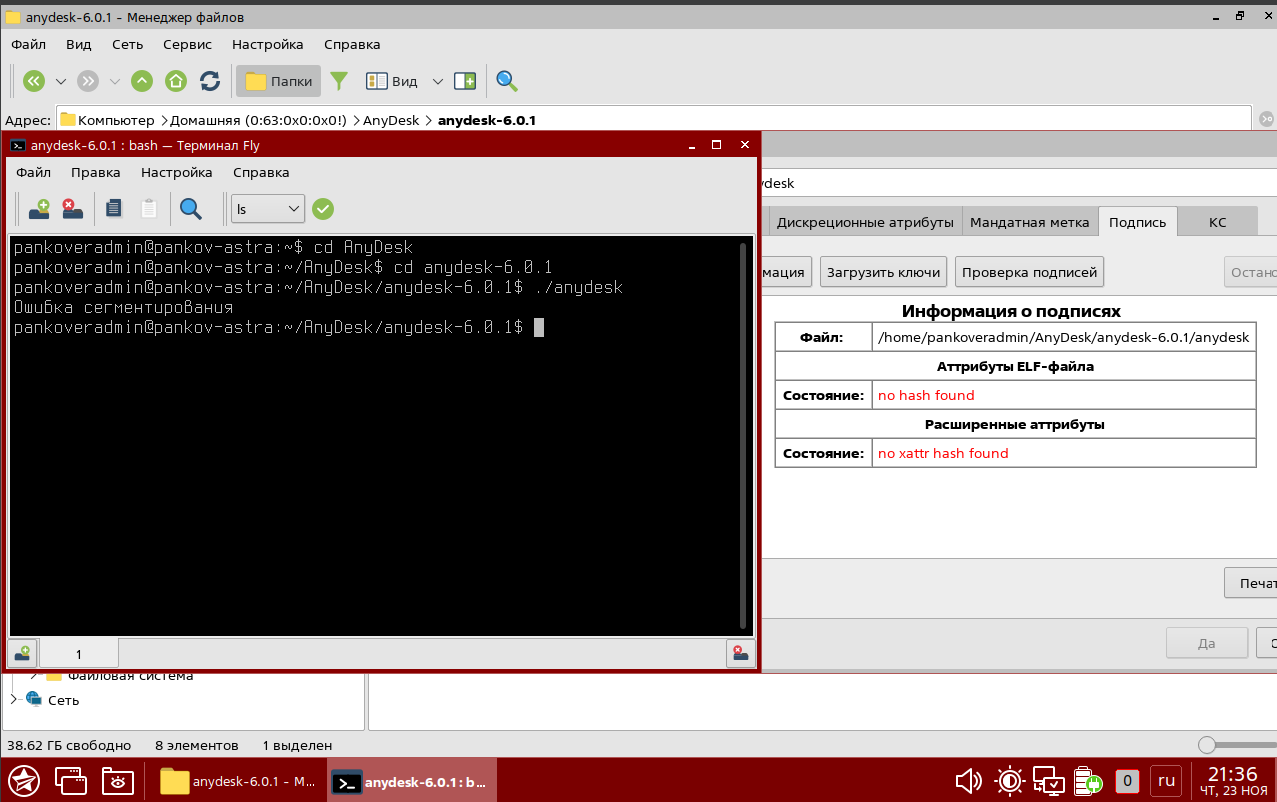 anydesk-6.0.1 - Менеджер файлов
Файл Вид Сеть Сервис Настройка Справка
Папки Вид
Адрес: Компьютер Домашняя (0:63:0x0:0x0!) AnyDesk anydesk-6.0.1
anydesk-6.0.1 : bash — Терминал Fly
Файл Правка Настройка Справка
ls
pankoveradmin@pankov-astra:~$ cd AnyDesk
pankoveradmin@pankov-astra:~/AnyDesk$ cd anydesk-6.0.1
pankoveradmin@pankov-astra:~/AnyDesk/anydesk-6.0.1$ ./anydesk
Ошибка сегментирования
pankoveradmin@pankov-astra:~/AnyDesk/anydesk-6.0.1$
1
ydesk
Дискреционные атрибуты Мандатная метка Подпись КС
мация Загрузить ключи Проверка подписей Остано
Информация о подписях
Файл: /home/pankoveradmin/AnyDesk/anydesk-6.0.1/anydesk
Аттрибуты ELF-файла
Состояние: no hash found
Расширенные аттрибуты
Состояние: no xattr hash found
Печат
Да
Файловая система
Сеть
38.62 ГБ свободно 8 элементов 1 выделен
anydesk-6.0.1 - М... anydesk-6.0.1 : b... 0 ru 21:36
ЧТ, 23 НОЯ